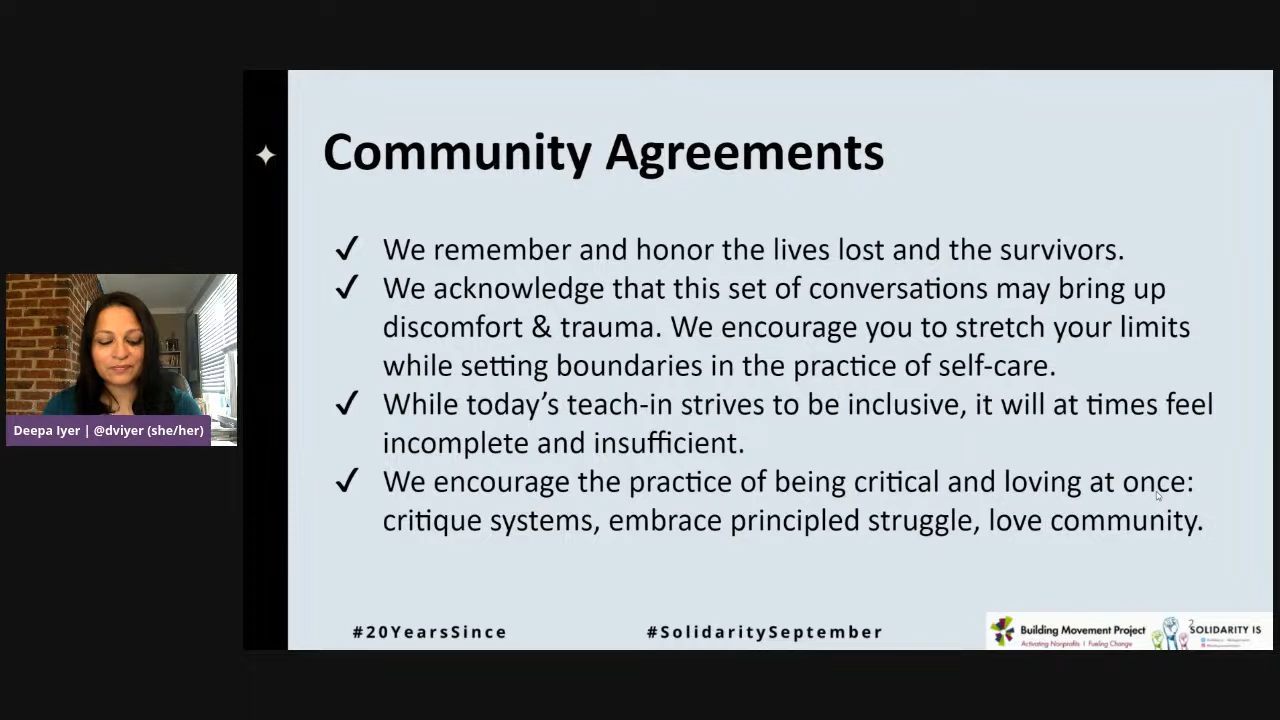 Community Agreements
✓ We remember and honor the lives lost and the survivors.
✓ We acknowledge that this set of conversations may bring up
discomfort & trauma. We encourage you to stretch your limits
while setting boundaries in the practice of self-care.
✓ While today’s teach-in strives to be inclusive, it will at times feel
incomplete and insufficient.
✓ We encourage the practice of being critical and loving at once:
critique systems, embrace principled struggle, love community.
Deepa Iyer | @dviyer (she/her)
#20YearsSince
#SolidaritySeptember
Building Movement Project
Activating Nonprofits | Fueling Change
2
SOLIDARITY IS